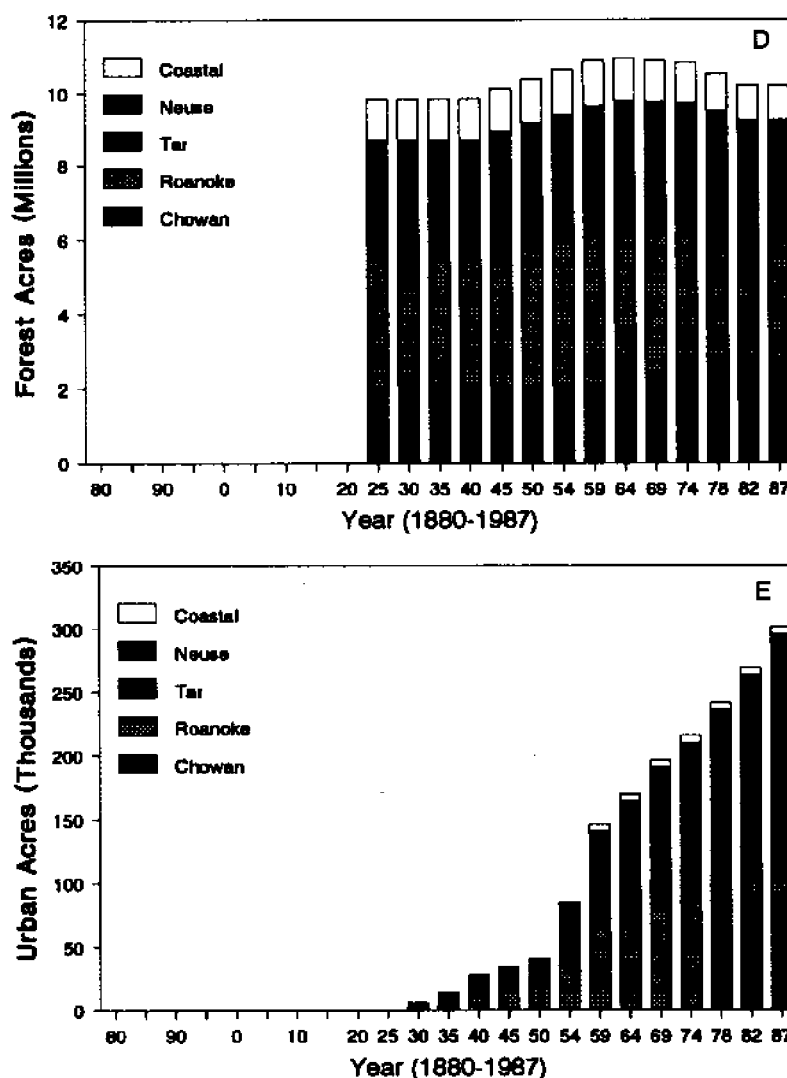 D
12
10
8
6
4
2
0
Forest Acres (Millions)
Coastal
Neuse
Tar
Roanoke
Chowan
80 90 0 10 20 25 30 35 40 45 50 54 59 64 69 74 78 82 87
Year (1880-1987)
E
350
300
250
200
150
100
50
0
Urban Acres (Thousands)
Coastal
Neuse
Tar
Roanoke
Chowan
80 90 0 10 20 25 30 35 40 45 50 54 59 64 69 74 78 82 87
Year (1880-1987)